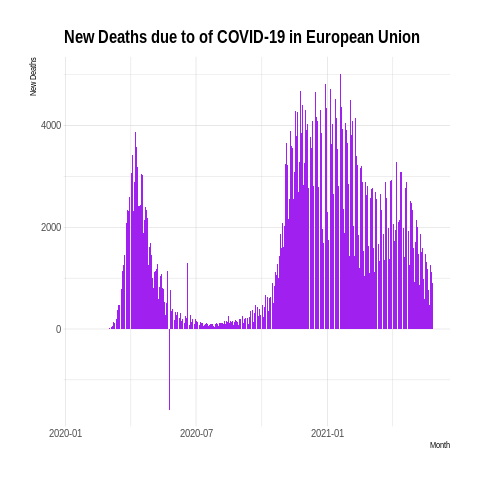 New Deaths due to of COVID-19 in European Union
New Deaths
4000
2000
0
2020-01
2020-07
2021-01
Month